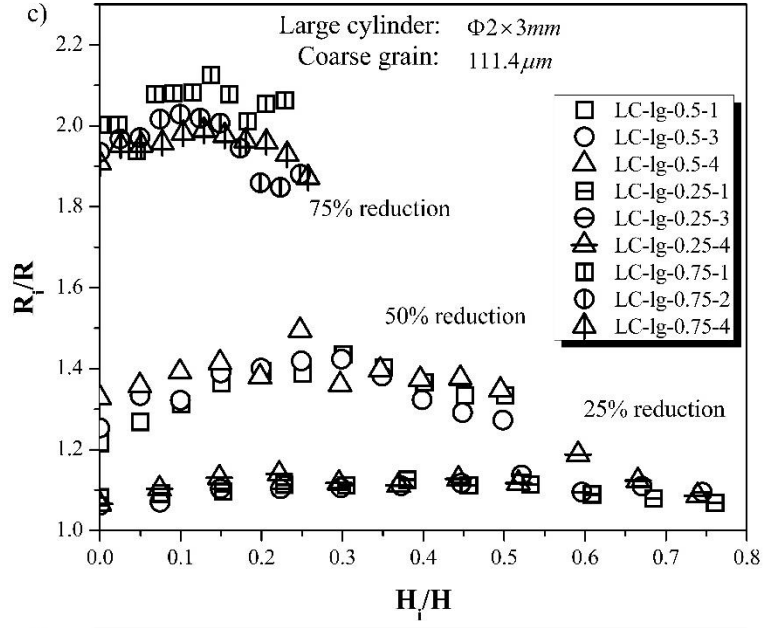 c)
Large cylinder: Φ2×3mm
Coarse grain: 111.4μm
2.2
2.0
1.8
1.6
1.4
1.2
1.0
R_i/R
LC-lg-0.5-1
LC-lg-0.5-3
LC-lg-0.5-4
LC-lg-0.25-1
LC-lg-0.25-3
LC-lg-0.25-4
LC-lg-0.75-1
LC-lg-0.75-2
LC-lg-0.75-4
75% reduction
50% reduction
25% reduction
0.0 0.1 0.2 0.3 0.4 0.5 0.6 0.7 0.8
H_i/H